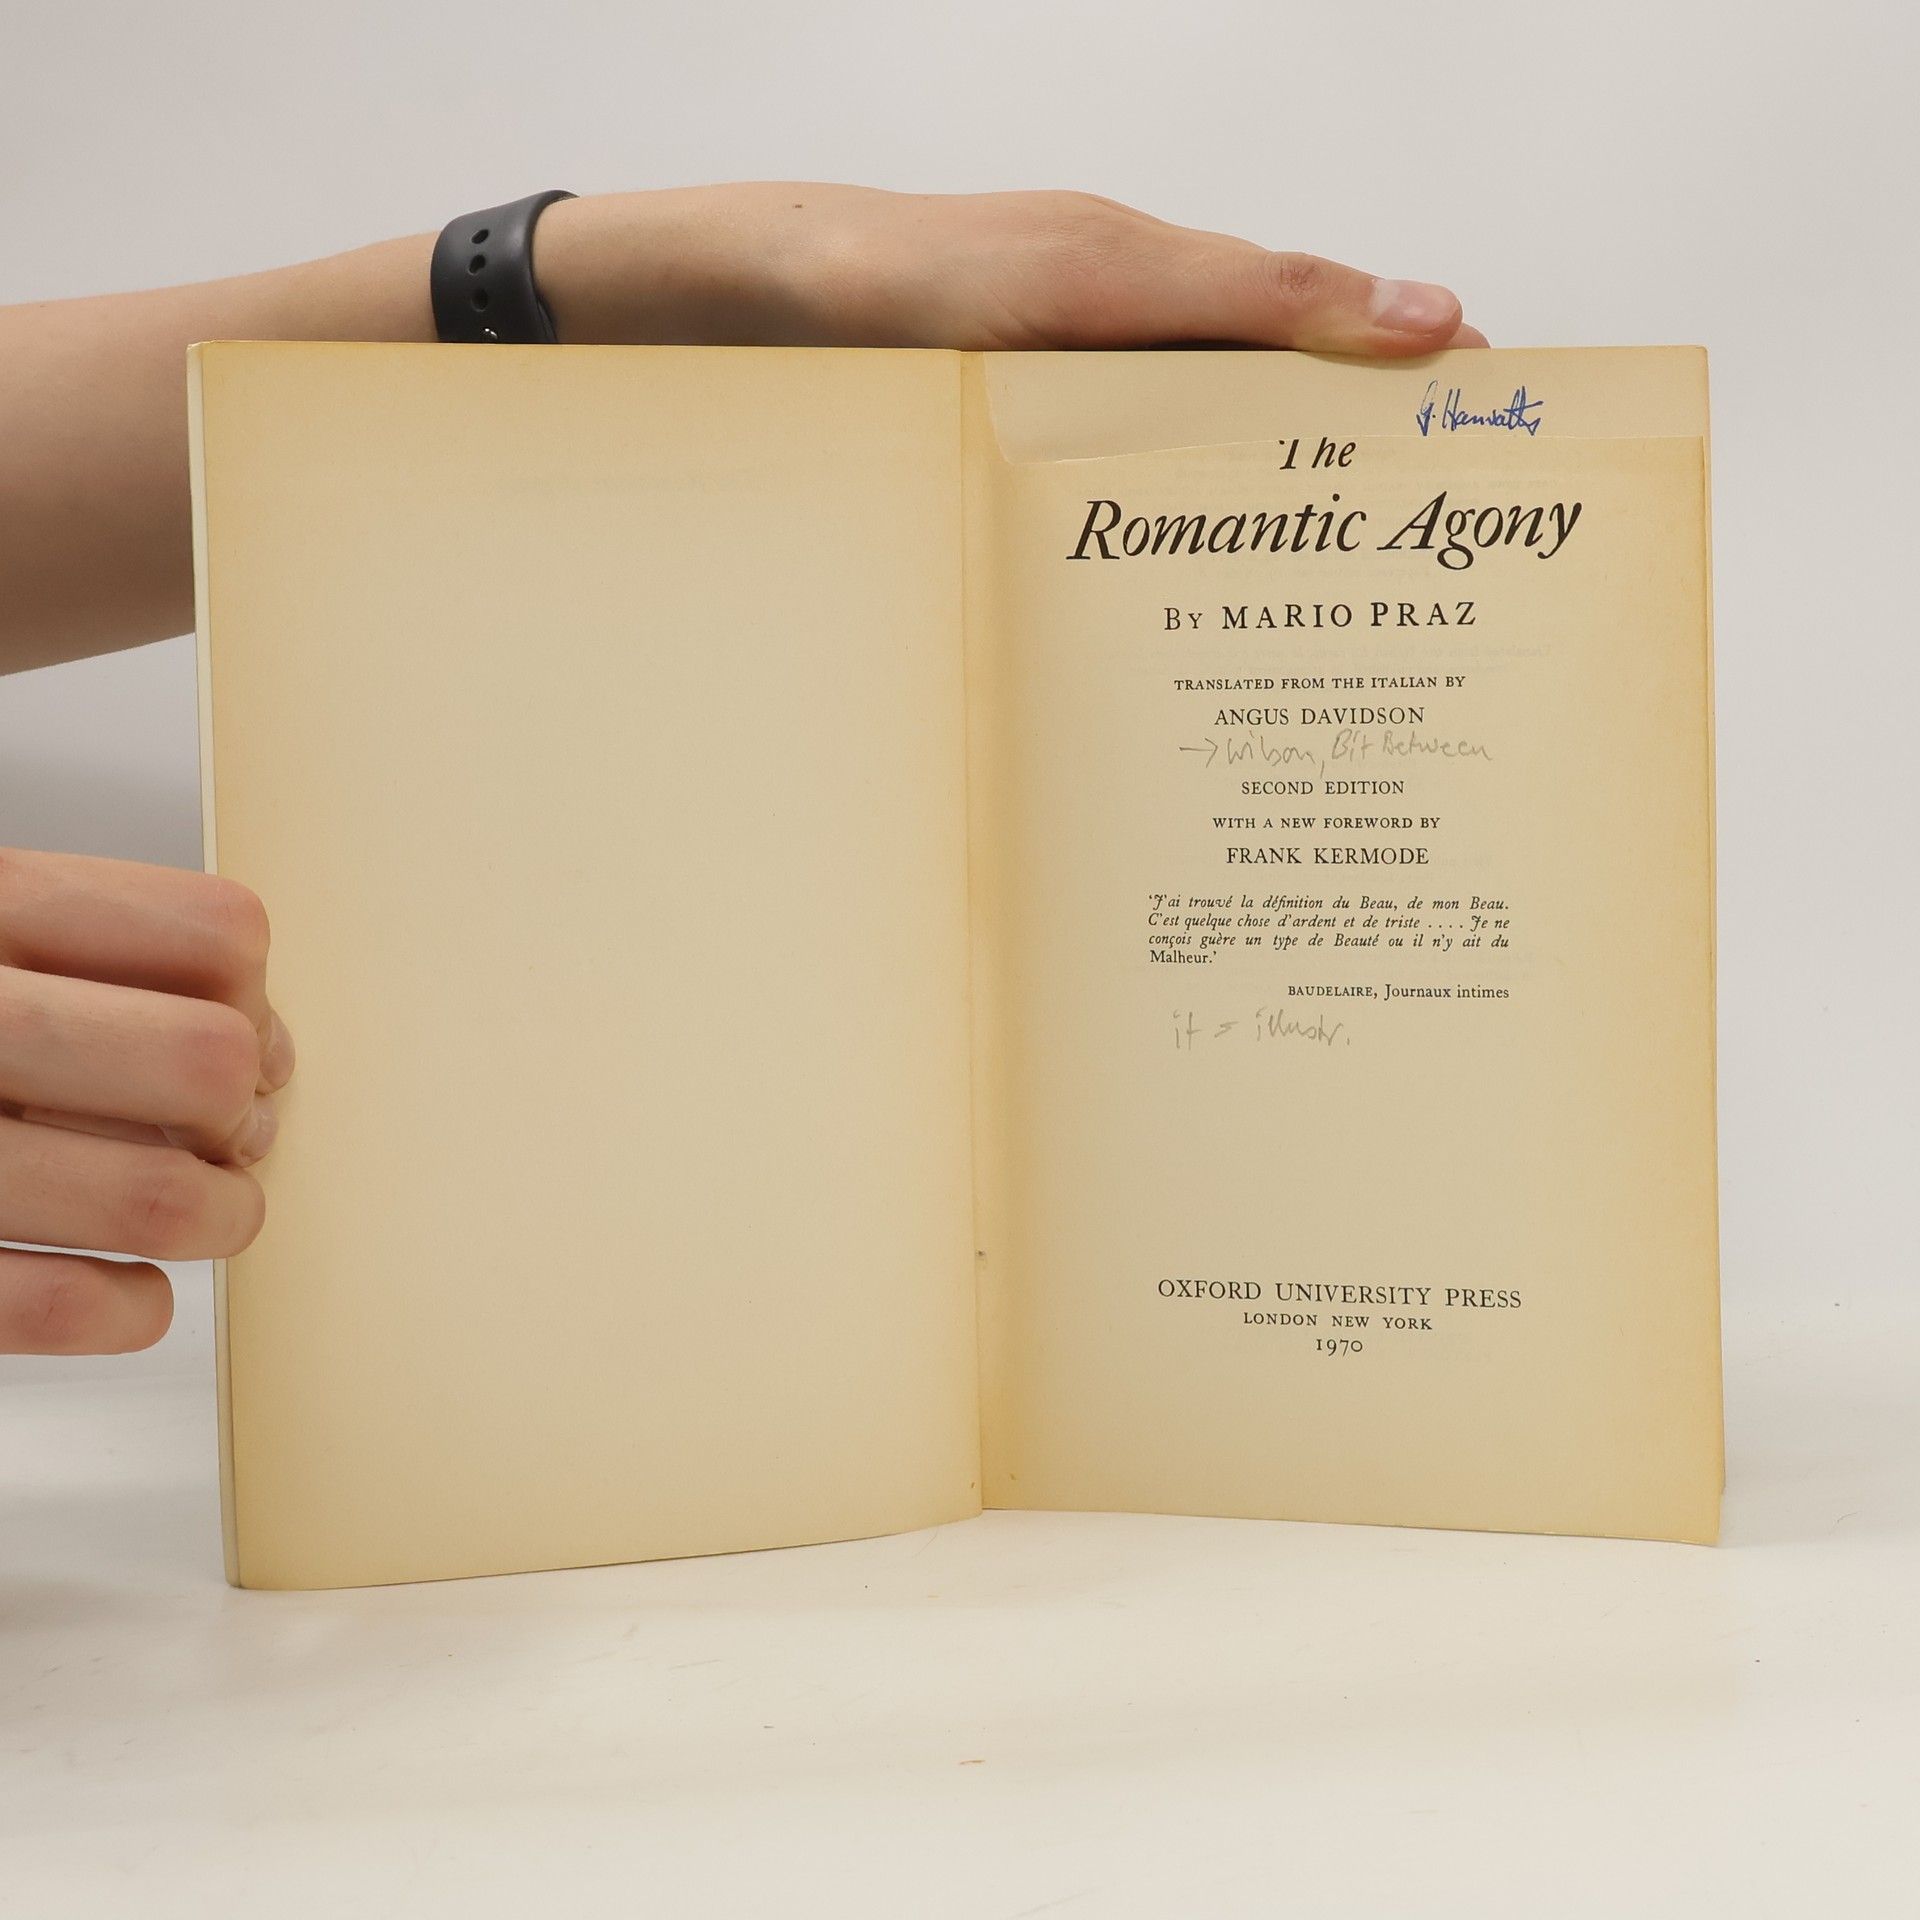 The
Romantic Agony
BY MARIO PRAZ
TRANSLATED FROM THE ITALIAN BY
ANGUS DAVIDSON
→ Wilson, Bit Between
SECOND EDITION
WITH A NEW FOREWORD BY
FRANK KERMODE
‘J'ai trouvé la définition du Beau, de mon Beau.
C'est quelque chose d'ardent et de triste . . . . Je ne
conçois guère un type de Beauté ou il n'y ait du
Malheur.’
BAUDELAIRE, Journaux intimes
it = illustr.
OXFORD UNIVERSITY PRESS
LONDON NEW YORK
1970